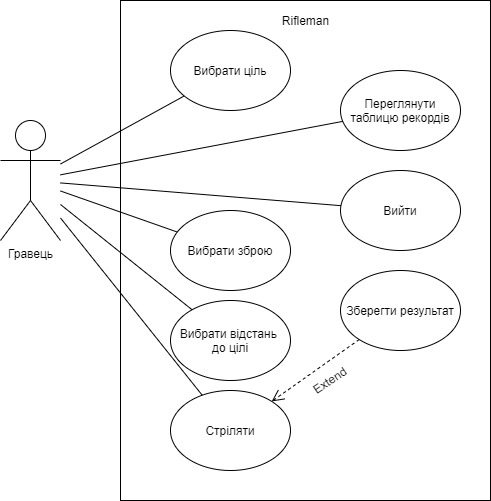 Rifleman
Вибрати ціль
Переглянути
таблицю рекордів
Вийти
Гравець
Вибрати зброю
Зберегти результат
Вибрати відстань
до цілі
Extend
Стріляти